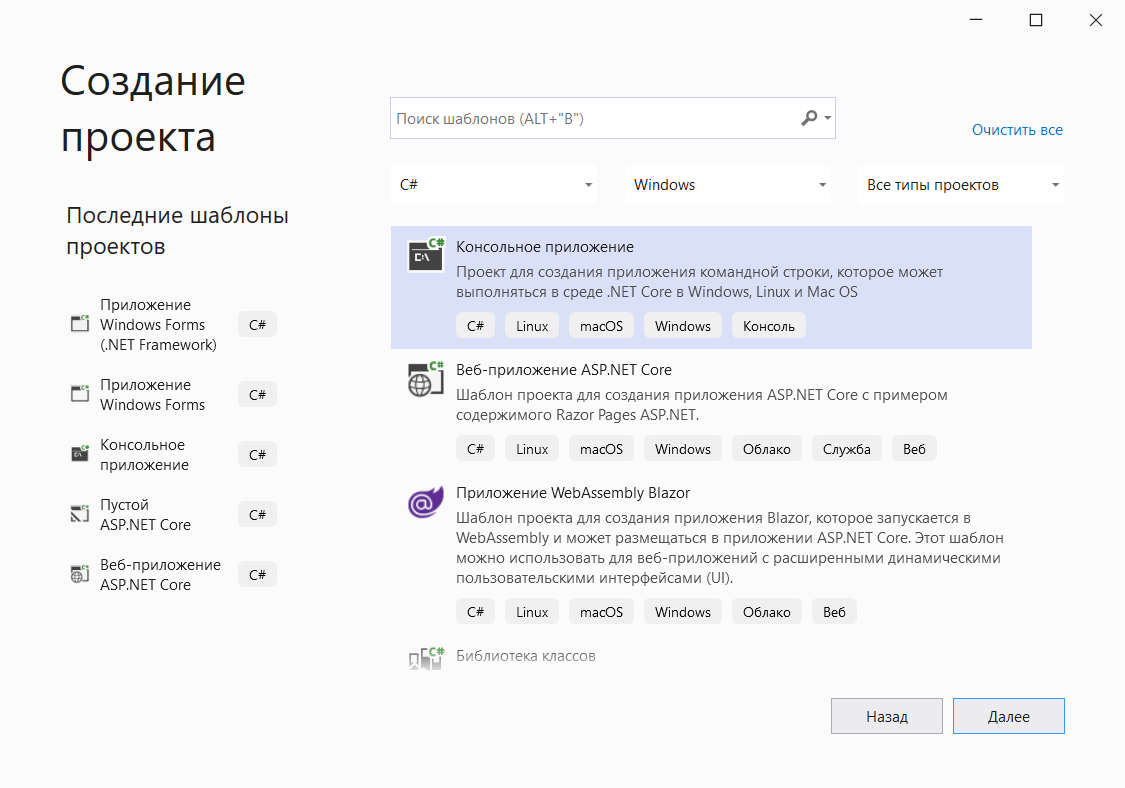 Создание
проекта
Поиск шаблонов (ALT+"В")
Очистить все
C#
Windows
Все типы проектов
Последние шаблоны
проектов
Приложение
Windows Forms
(.NET Framework)
C#
Приложение
Windows Forms
C#
Консольное
приложение
C#
Пустой
ASP.NET Core
C#
Веб-приложение
ASP.NET Core
C#
Консольное приложение
Проект для создания приложения командной строки, которое может
выполняться в среде .NET Core в Windows, Linux и Mac OS
C# Linux macOS Windows Консоль
Веб-приложение ASP.NET Core
Шаблон проекта для создания приложения ASP.NET Core с примером
содержимого Razor Pages ASP.NET.
C# Linux macOS Windows Облако Служба Веб
Приложение WebAssembly Blazor
Шаблон проекта для создания приложения Blazor, которое запускается в
WebAssembly и может размещаться в приложении ASP.NET Core. Этот шаблон
можно использовать для веб-приложений с расширенными динамическими
пользовательскими интерфейсами (UI).
C# Linux macOS Windows Облако Веб
Библиотека классов
Назад
Далее